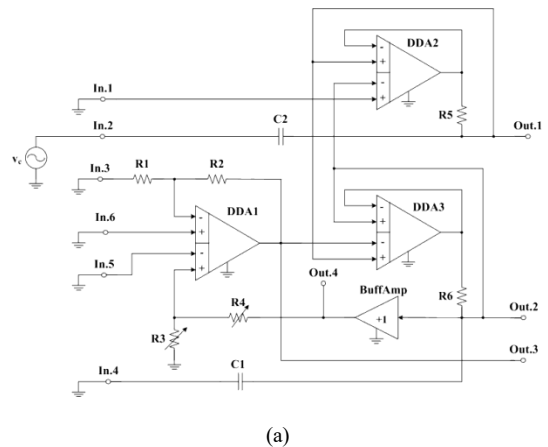 DDA2
-
+
-
+
In.1
R5
In.2
C2
Out.1
vc
In.3
R1
R2
DDA1
DDA3
-
+
-
+
In.6
-
+
-
+
In.5
Out.4
BuffAmp
R6
R4
+1
Out.2
R3
Out.3
In.4
C1
(a)